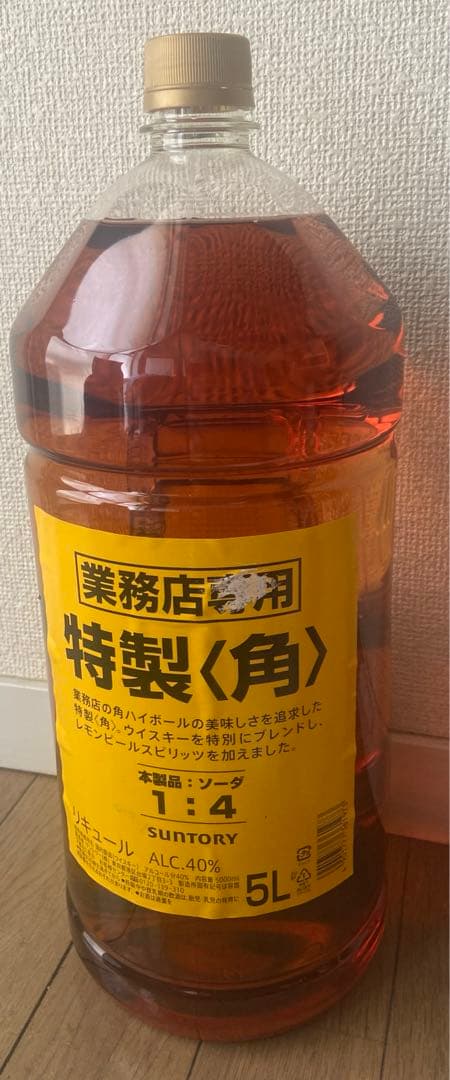 業務店専用
特製〈角〉
業務店の角ハイボールの美味しさを追求した
特製〈角〉。ウイスキーを特別にブレンドし、
レモンピールスピリッツを加えました。
本製品：ソーダ
1：4
SUNTORY
リキュール ALC.40%
5L